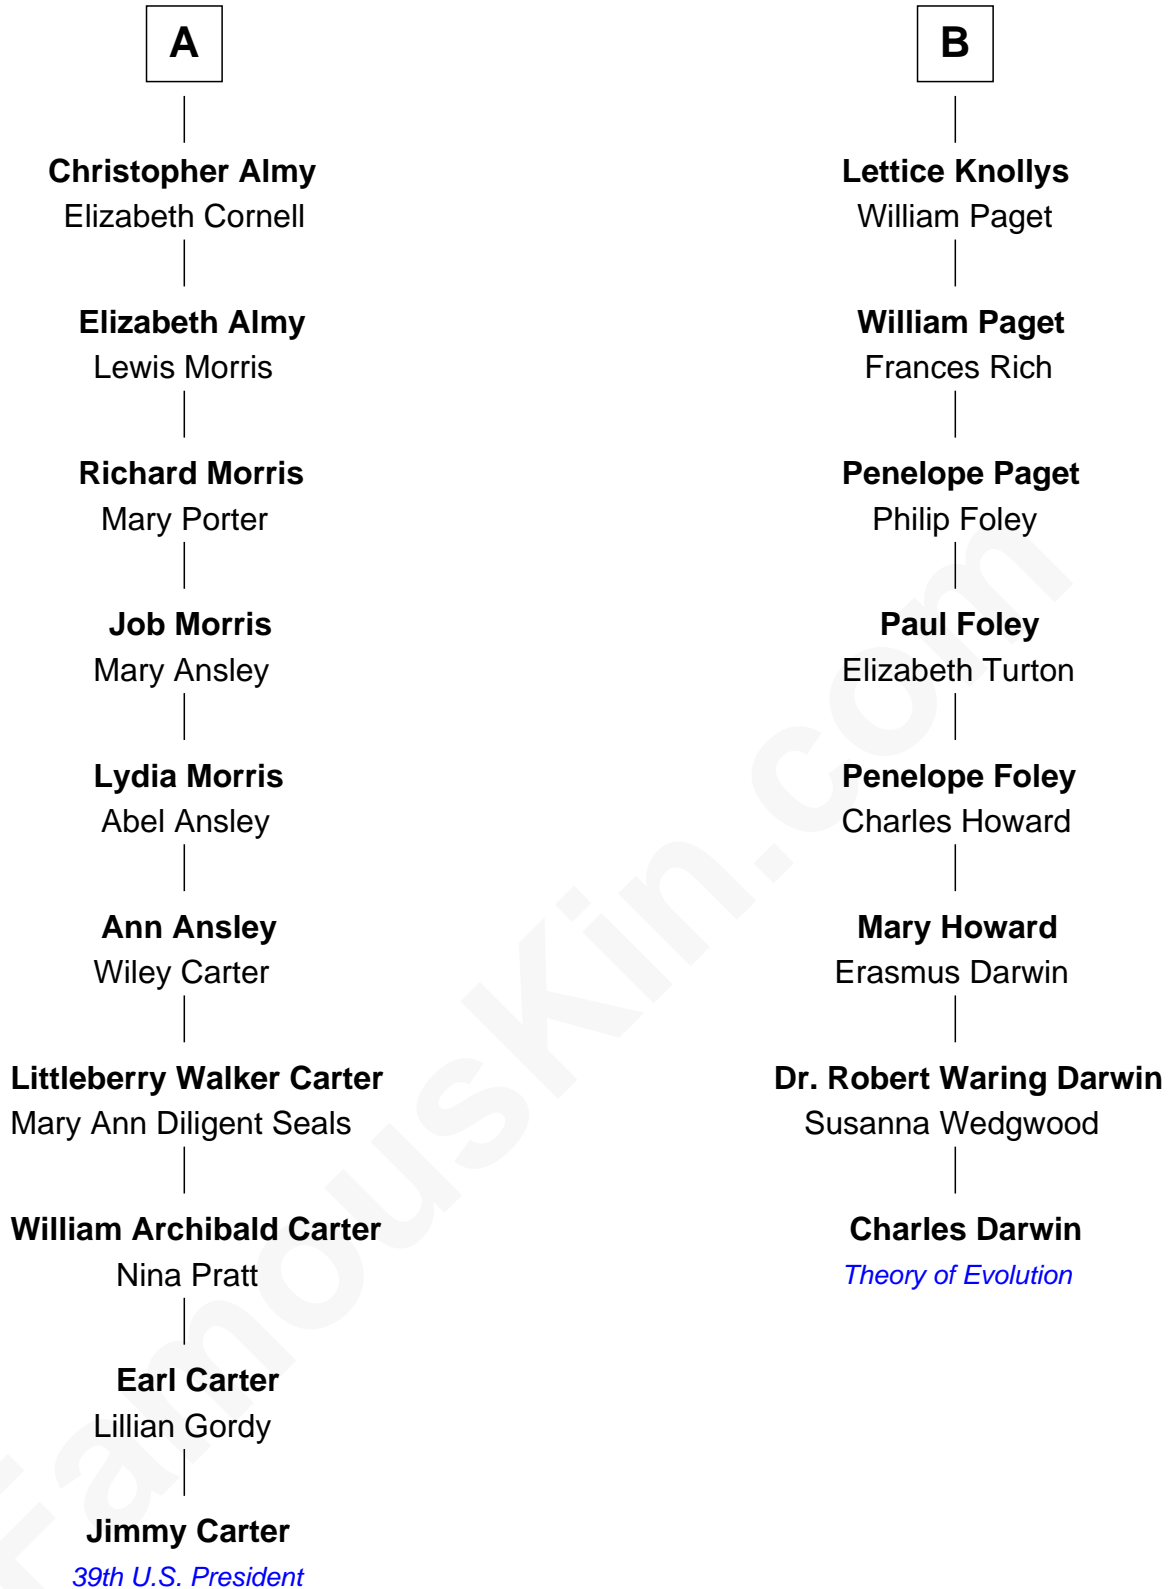 A
Christopher Almy
Elizabeth Cornell
Elizabeth Almy
Lewis Morris
Richard Morris
Mary Porter
Job Morris
Mary Ansley
Lydia Morris
Abel Ansley
Ann Ansley
Wiley Carter
Littleberry Walker Carter
Mary Ann Diligent Seals
William Archibald Carter
Nina Pratt
Earl Carter
Lillian Gordy
Jimmy Carter
39th U.S. President
B
Lettice Knollys
William Paget
William Paget
Frances Rich
Penelope Paget
Philip Foley
Paul Foley
Elizabeth Turton
Penelope Foley
Charles Howard
Mary Howard
Erasmus Darwin
Dr. Robert Waring Darwin
Susanna Wedgwood
Charles Darwin
Theory of Evolution
FamousKin.com